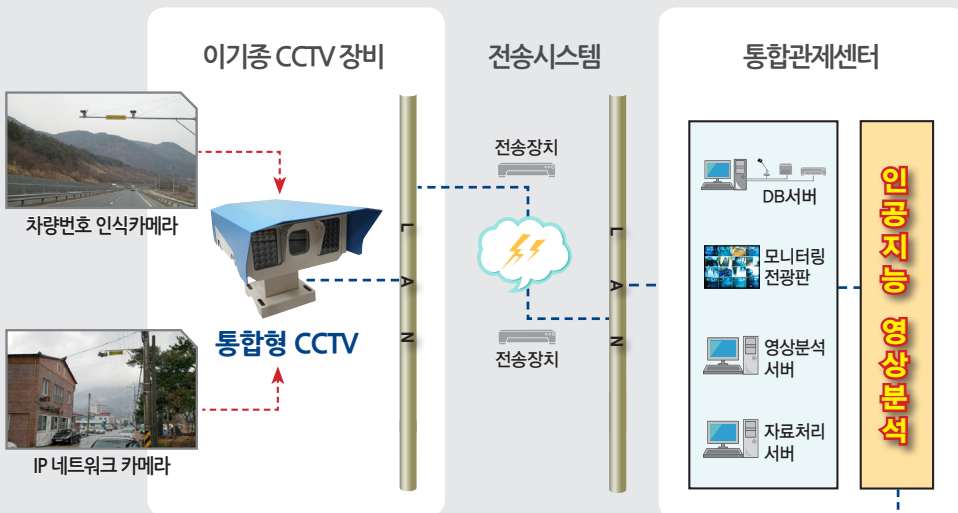 이기종 CCTV 장비
전송시스템
통합관제센터
차량번호 인식카메라
통합형 CCTV
IP 네트워크 카메라
LAN
전송장치
전송장치
LAN
DB서버
모니터링
전광판
영상분석
서버
자료처리
서버
인공지능 영상분석